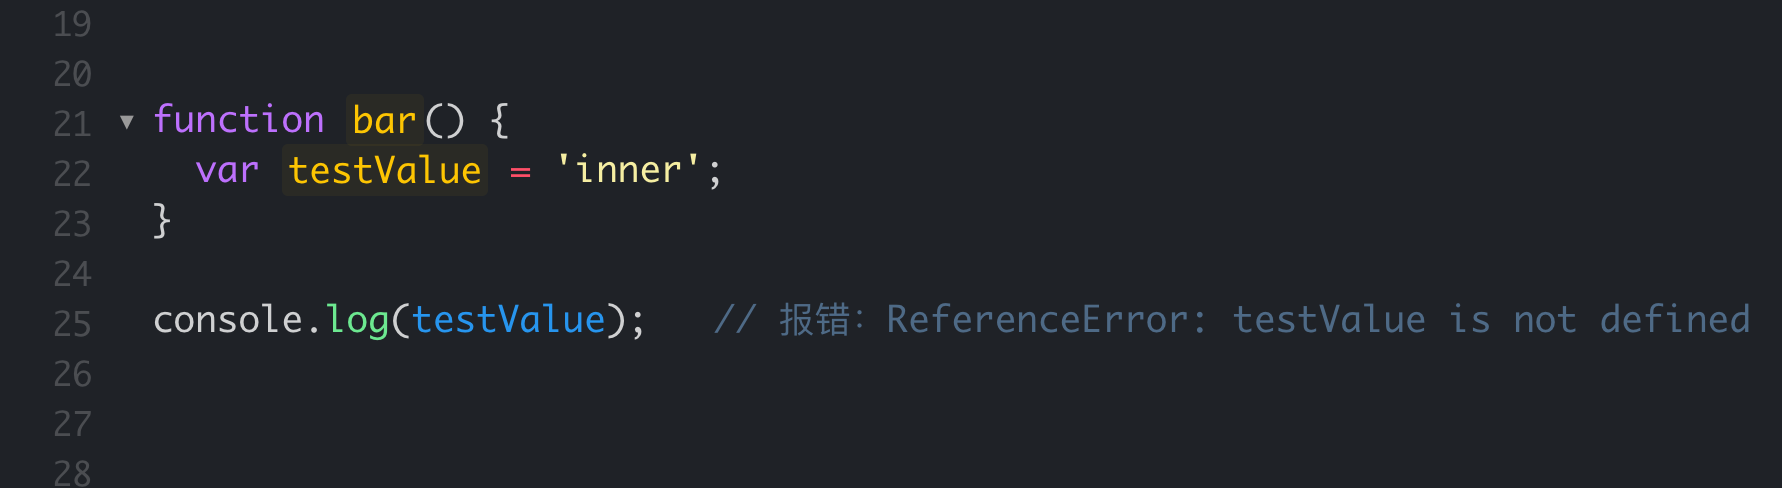 19
20
21 ▼ function bar() {
22 var testValue = 'inner';
23 }
24
25 console.log(testValue); // 报错：ReferenceError: testValue is not defined
26
27
28